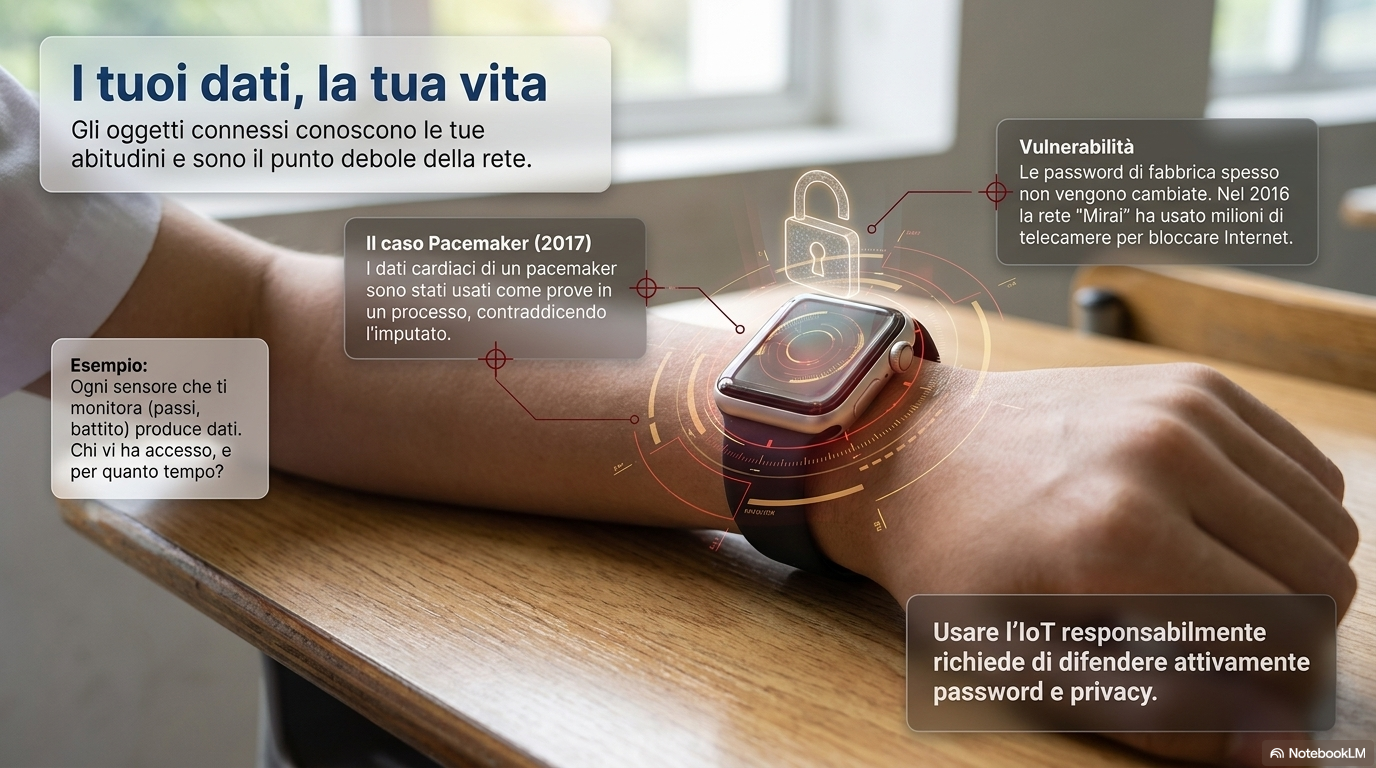 I tuoi dati, la tua vita
Gli oggetti connessi conoscono le tue
abitudini e sono il punto debole della rete.
Vulnerabilità
Le password di fabbrica spesso
non vengono cambiate. Nel 2016
la rete "Mirai” ha usato milioni di
telecamere per bloccare Internet.
Il caso Pacemaker (2017)
I dati cardiaci di un pacemaker
sono stati usati come prove in
un processo, contraddicendo
l'imputato.
Esempio:
Ogni sensore che ti
monitora (passi,
battito) produce dati.
Chi vi ha accesso, e
per quanto tempo?
Usare l’IoT responsabilmente
richiede di difendere attivamente
password e privacy.
NotebookLM